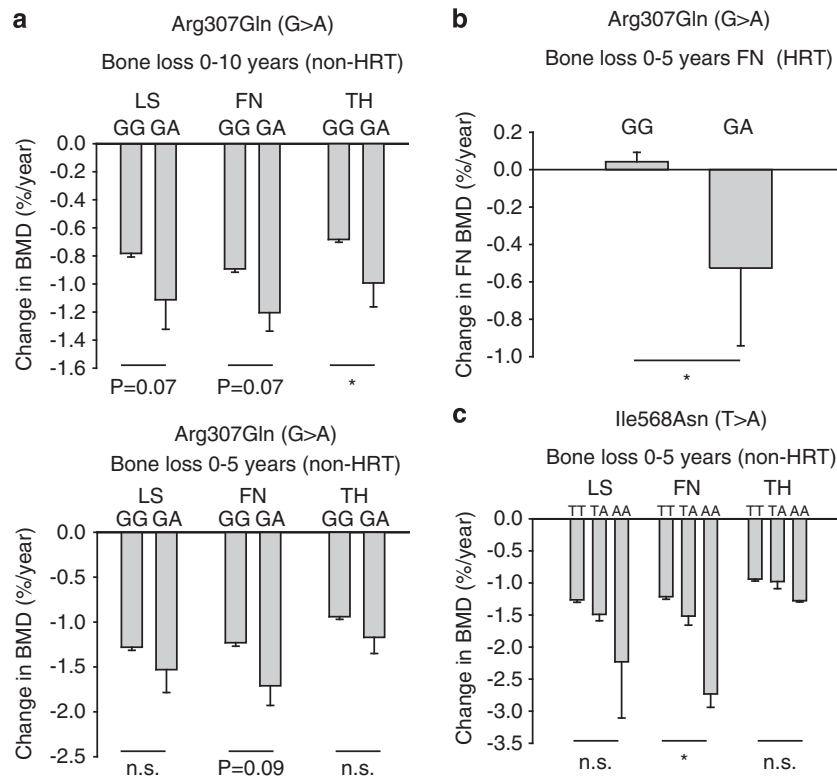 a
Arg307Gln (G>A)
Bone loss 0-10 years (non-HRT)
LS FN TH
GG GA GG GA GG GA
0.0
-0.2
-0.4
-0.6
-0.8
-1.0
-1.2
-1.4
-1.6
Change in BMD (%/year)
P=0.07 P=0.07 *
Arg307Gln (G>A)
Bone loss 0-5 years (non-HRT)
LS FN TH
GG GA GG GA GG GA
0.0
-0.5
-1.0
-1.5
-2.0
-2.5
Change in BMD (%/year)
n.s. P=0.09 n.s.
b
Arg307Gln (G>A)
Bone loss 0-5 years FN (HRT)
GG GA
0.2
0.0
-0.2
-0.4
-0.6
-0.8
-1.0
Change in FN BMD (%/year)
*
c
Ile568Asn (T>A)
Bone loss 0-5 years (non-HRT)
LS FN TH
TT TA AA TT TA AA TT TA AA
0.0
-0.5
-1.0
-1.5
-2.0
-2.5
-3.0
-3.5
Change in BMD (%/year)
n.s. * n.s.